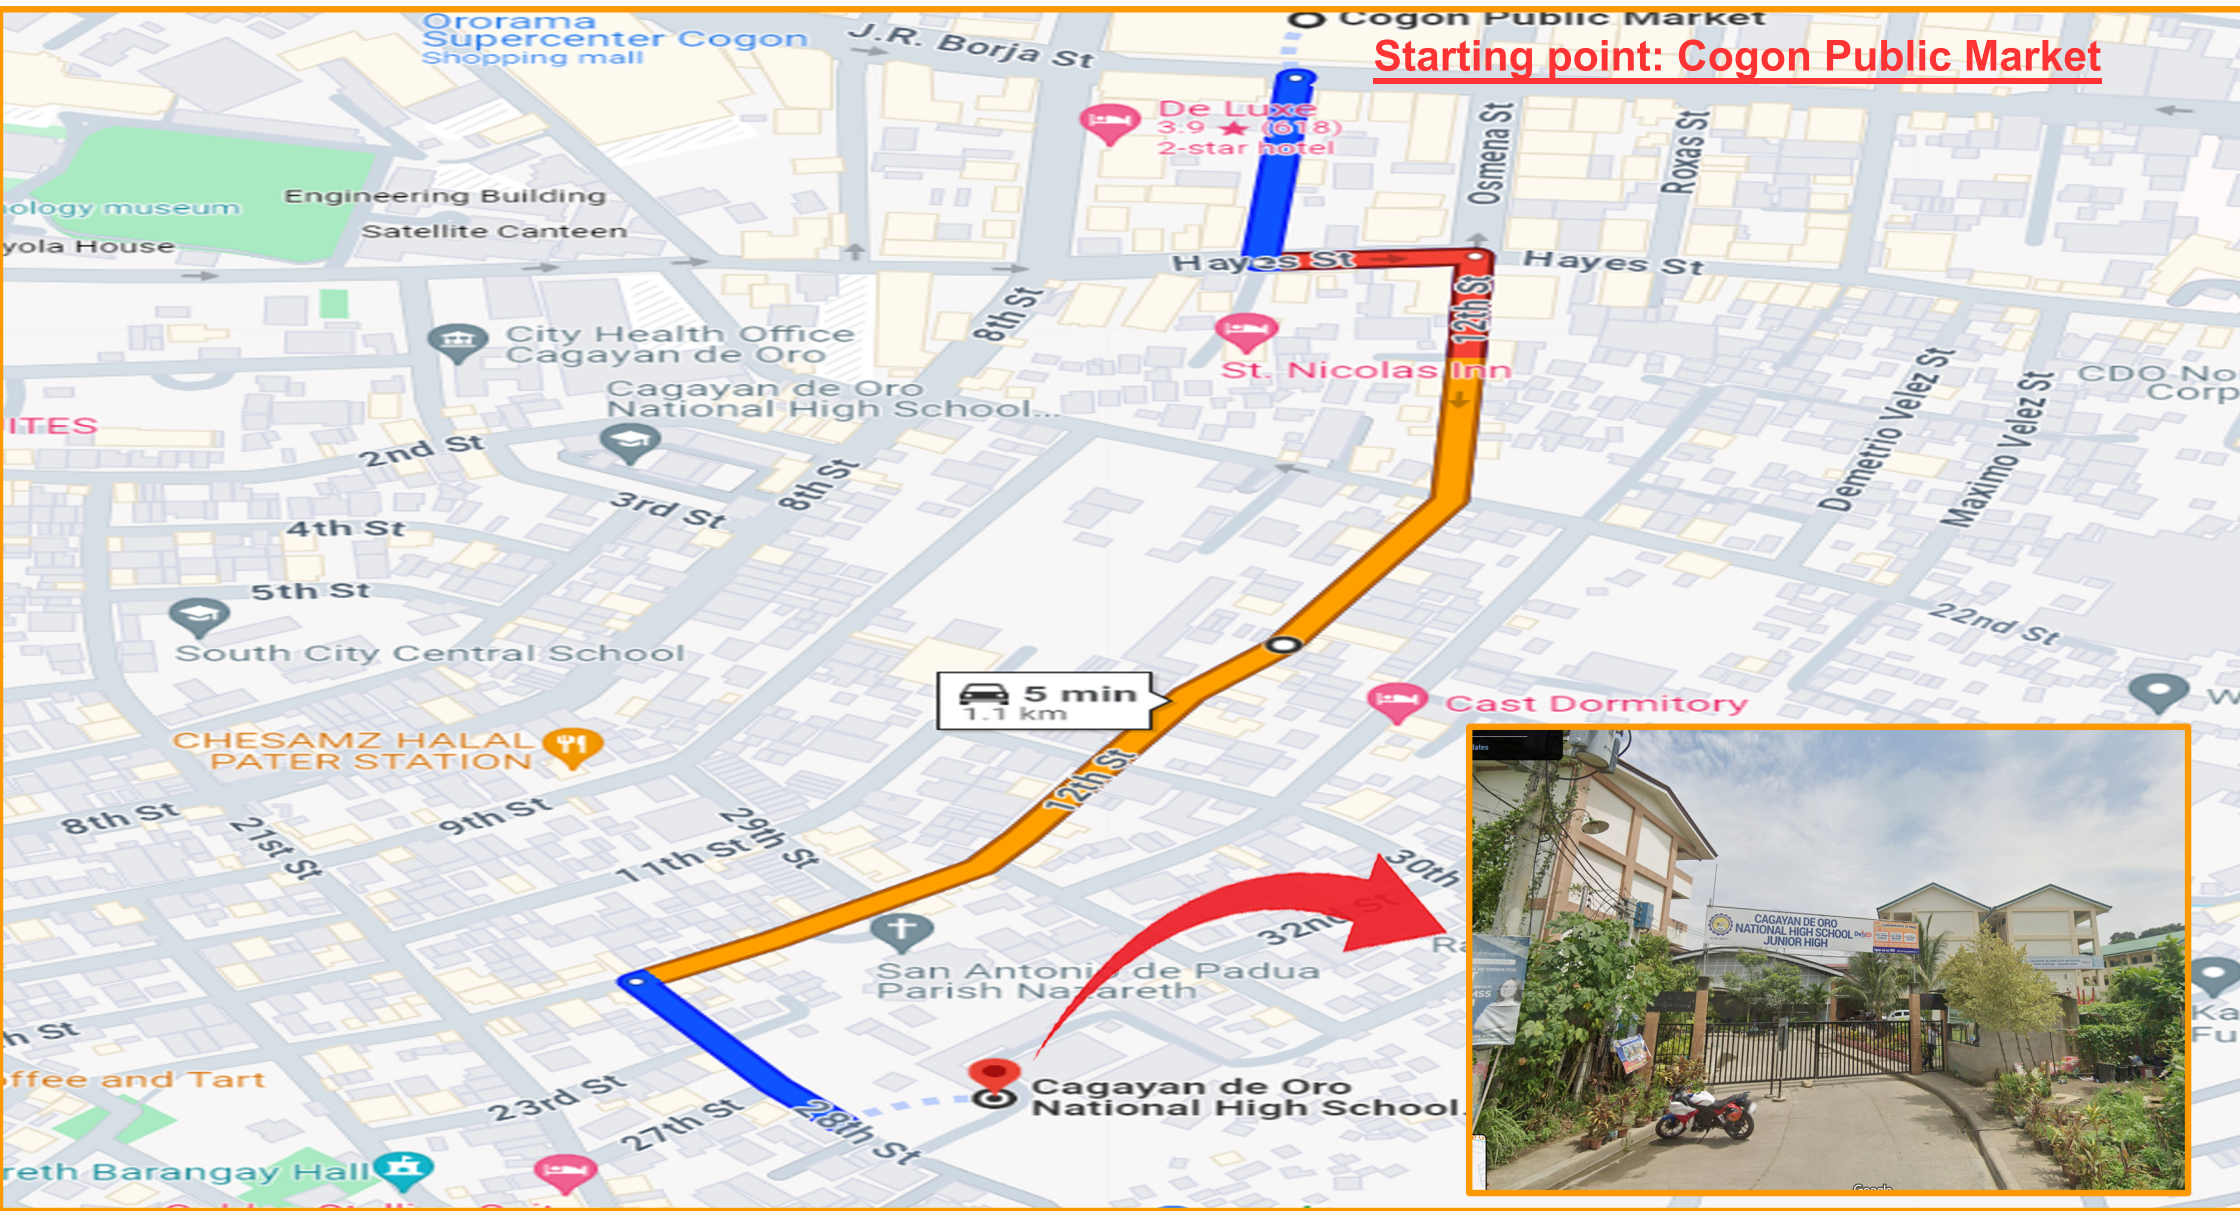 Ororama
Supercenter Cogon
Shopping mall
J.R. Borja St
Cogon Public Market
Starting point: Cogon Public Market
De Luxe
3.9 ★ (618)
2-star hotel
Osmena St
Roxas St
ology museum
Engineering Building
yola House
Satellite Canteen
Hayes St
Hayes St
12th St
8th St
City Health Office
Cagayan de Oro
St. Nicolas Inn
Cagayan de Oro
National High School...
Demetrio Velez St
Maximo Velez St
CDO No
Corp
ITES
2nd St
8th St
3rd St
4th St
5th St
22nd St
South City Central School
5 min
1.1 km
Cast Dormitory
W
CHESAMZ HALAL
PATER STATION
12th St
8th St
9th St
21st St
29th St
11th St
30th
32nd St
Ra
San Antonio de Padua
Parish Nazareth
h St
offee and Tart
23rd St
27th St
28th St
Cagayan de Oro
National High School.
reth Barangay Hall
Ka
Fu
dates
CAGAYAN DE ORO
NATIONAL HIGH SCHOOL
JUNIOR HIGH
Google